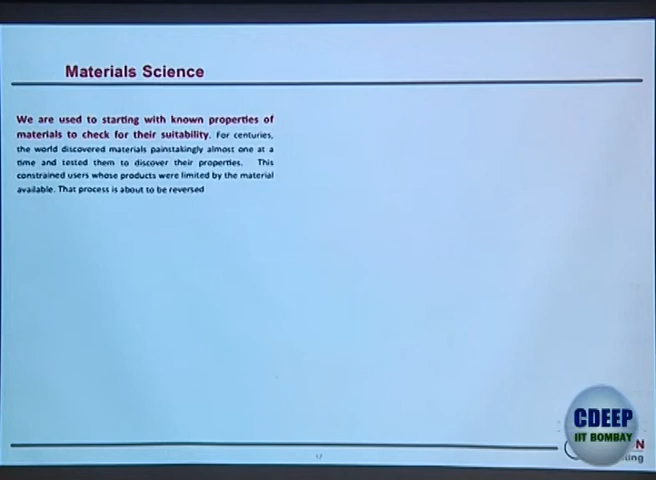 Materials Science
We are used to starting with known properties of
materials to check for their suitability. For centuries,
the world discovered materials painstakingly almost one at a
time and tested them to discover their properties. This
constrained users whose products were limited by the material
available. That process is about to be reversed
17
CDEEP
IIT BOMBAY
N
ung